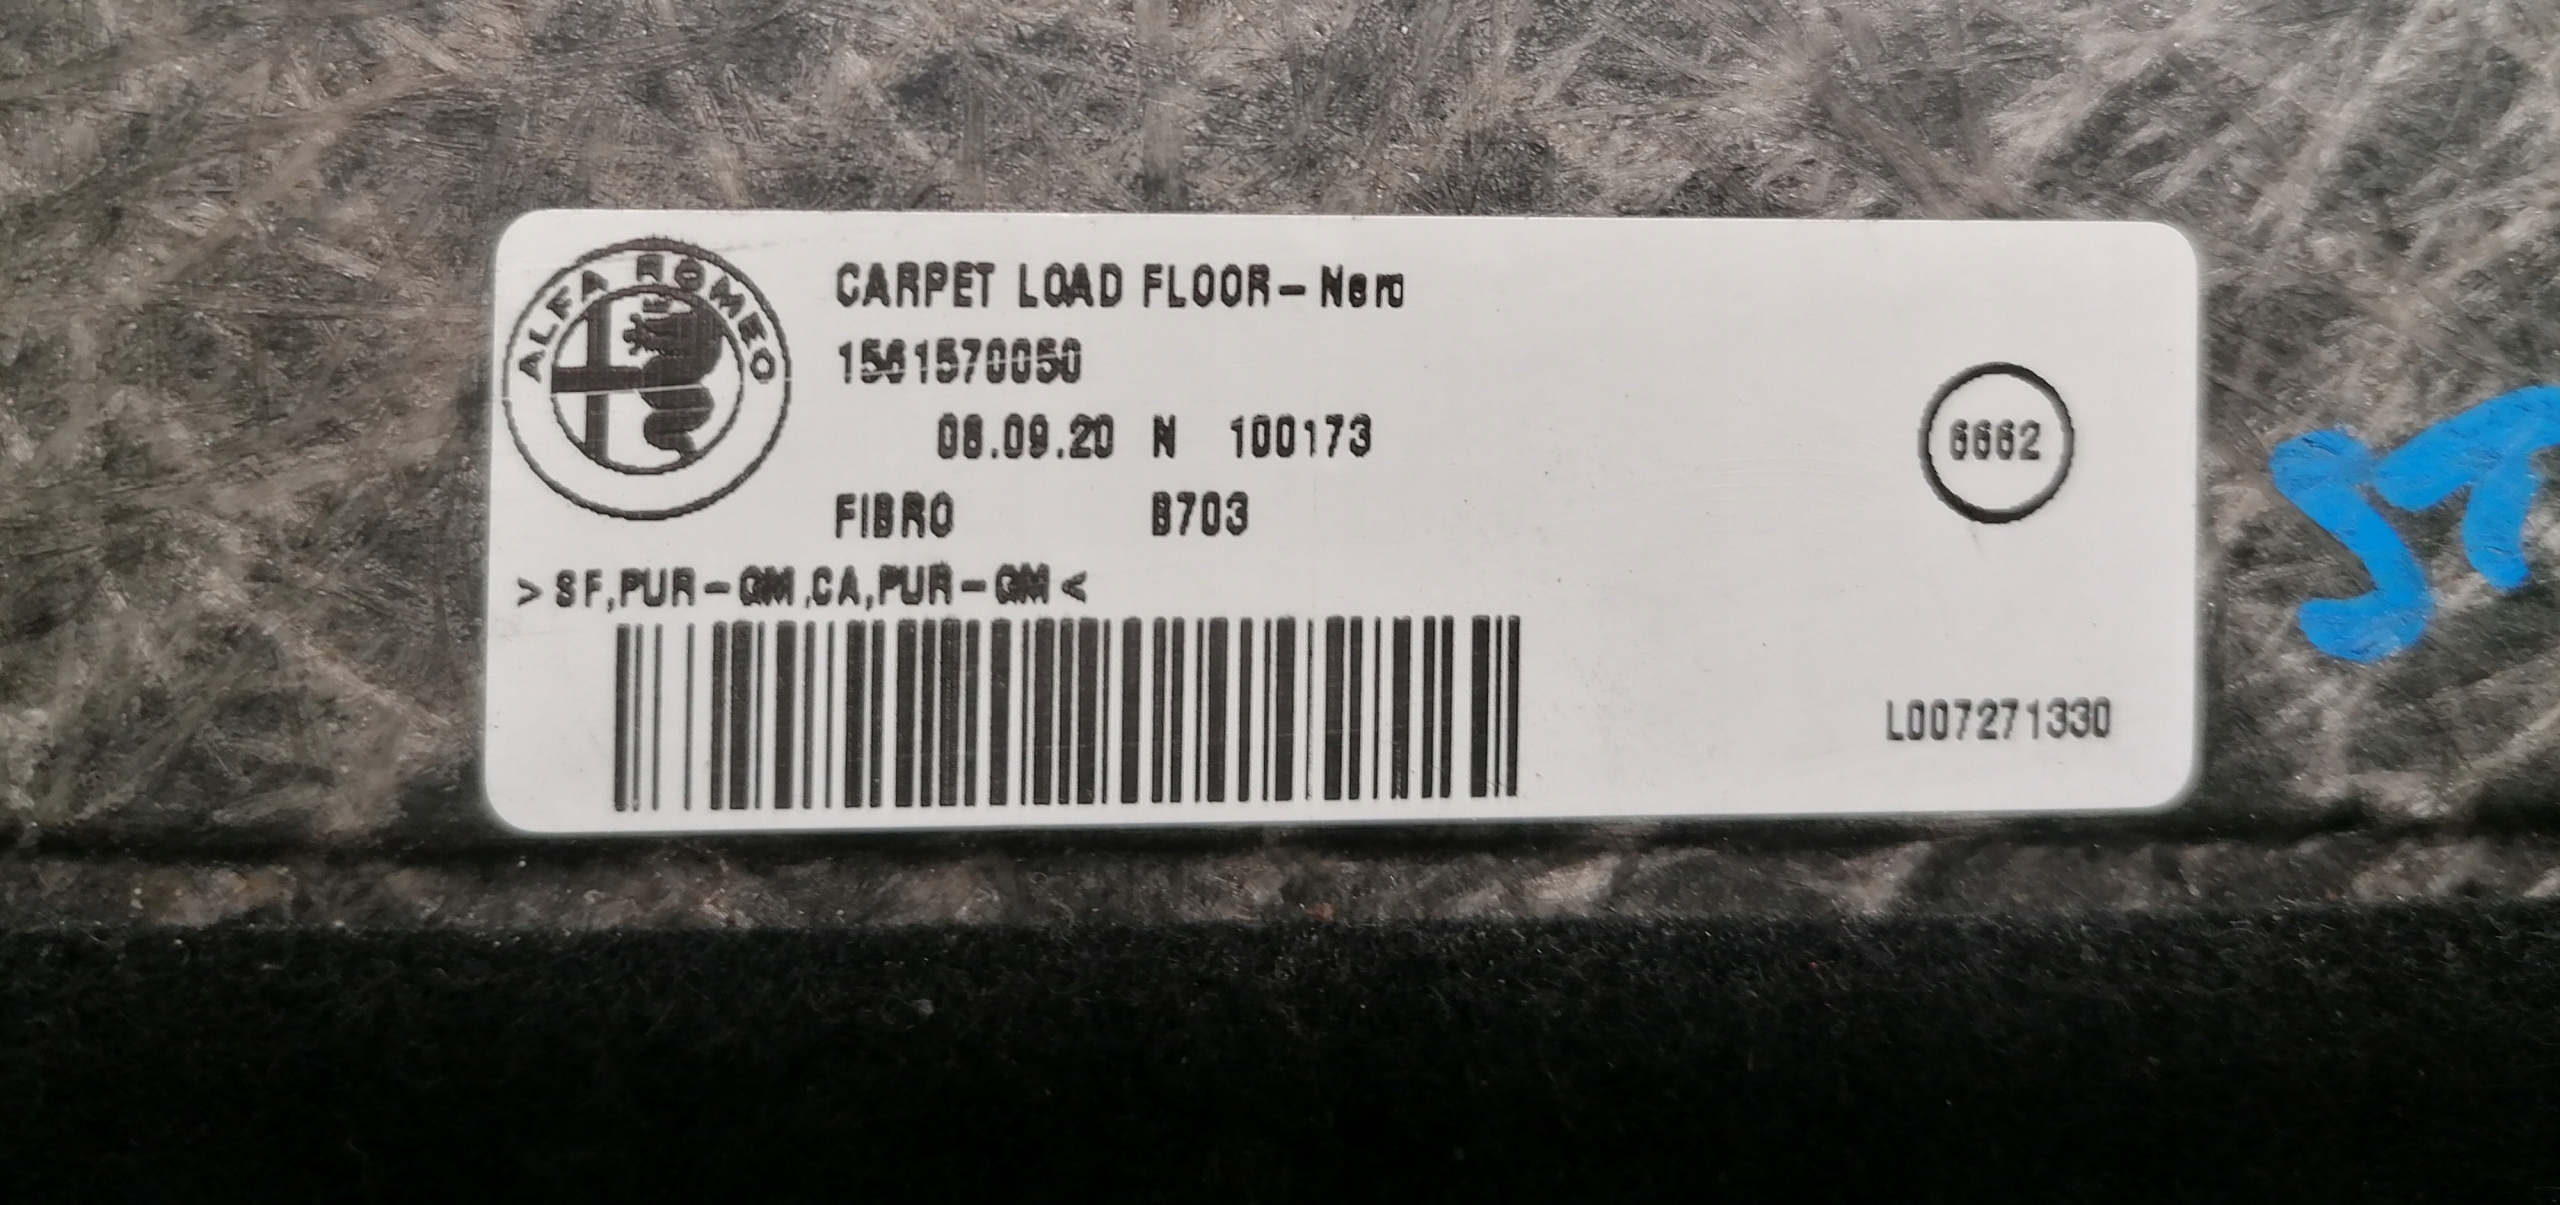 ALFA ROMEO
CARPET LOAD FLOOR-Nero
1561570050
08.09.20 N 100173
6662
FIBRO B703
>SF,PUR-GM,CA,PUR-GM<
L007271330